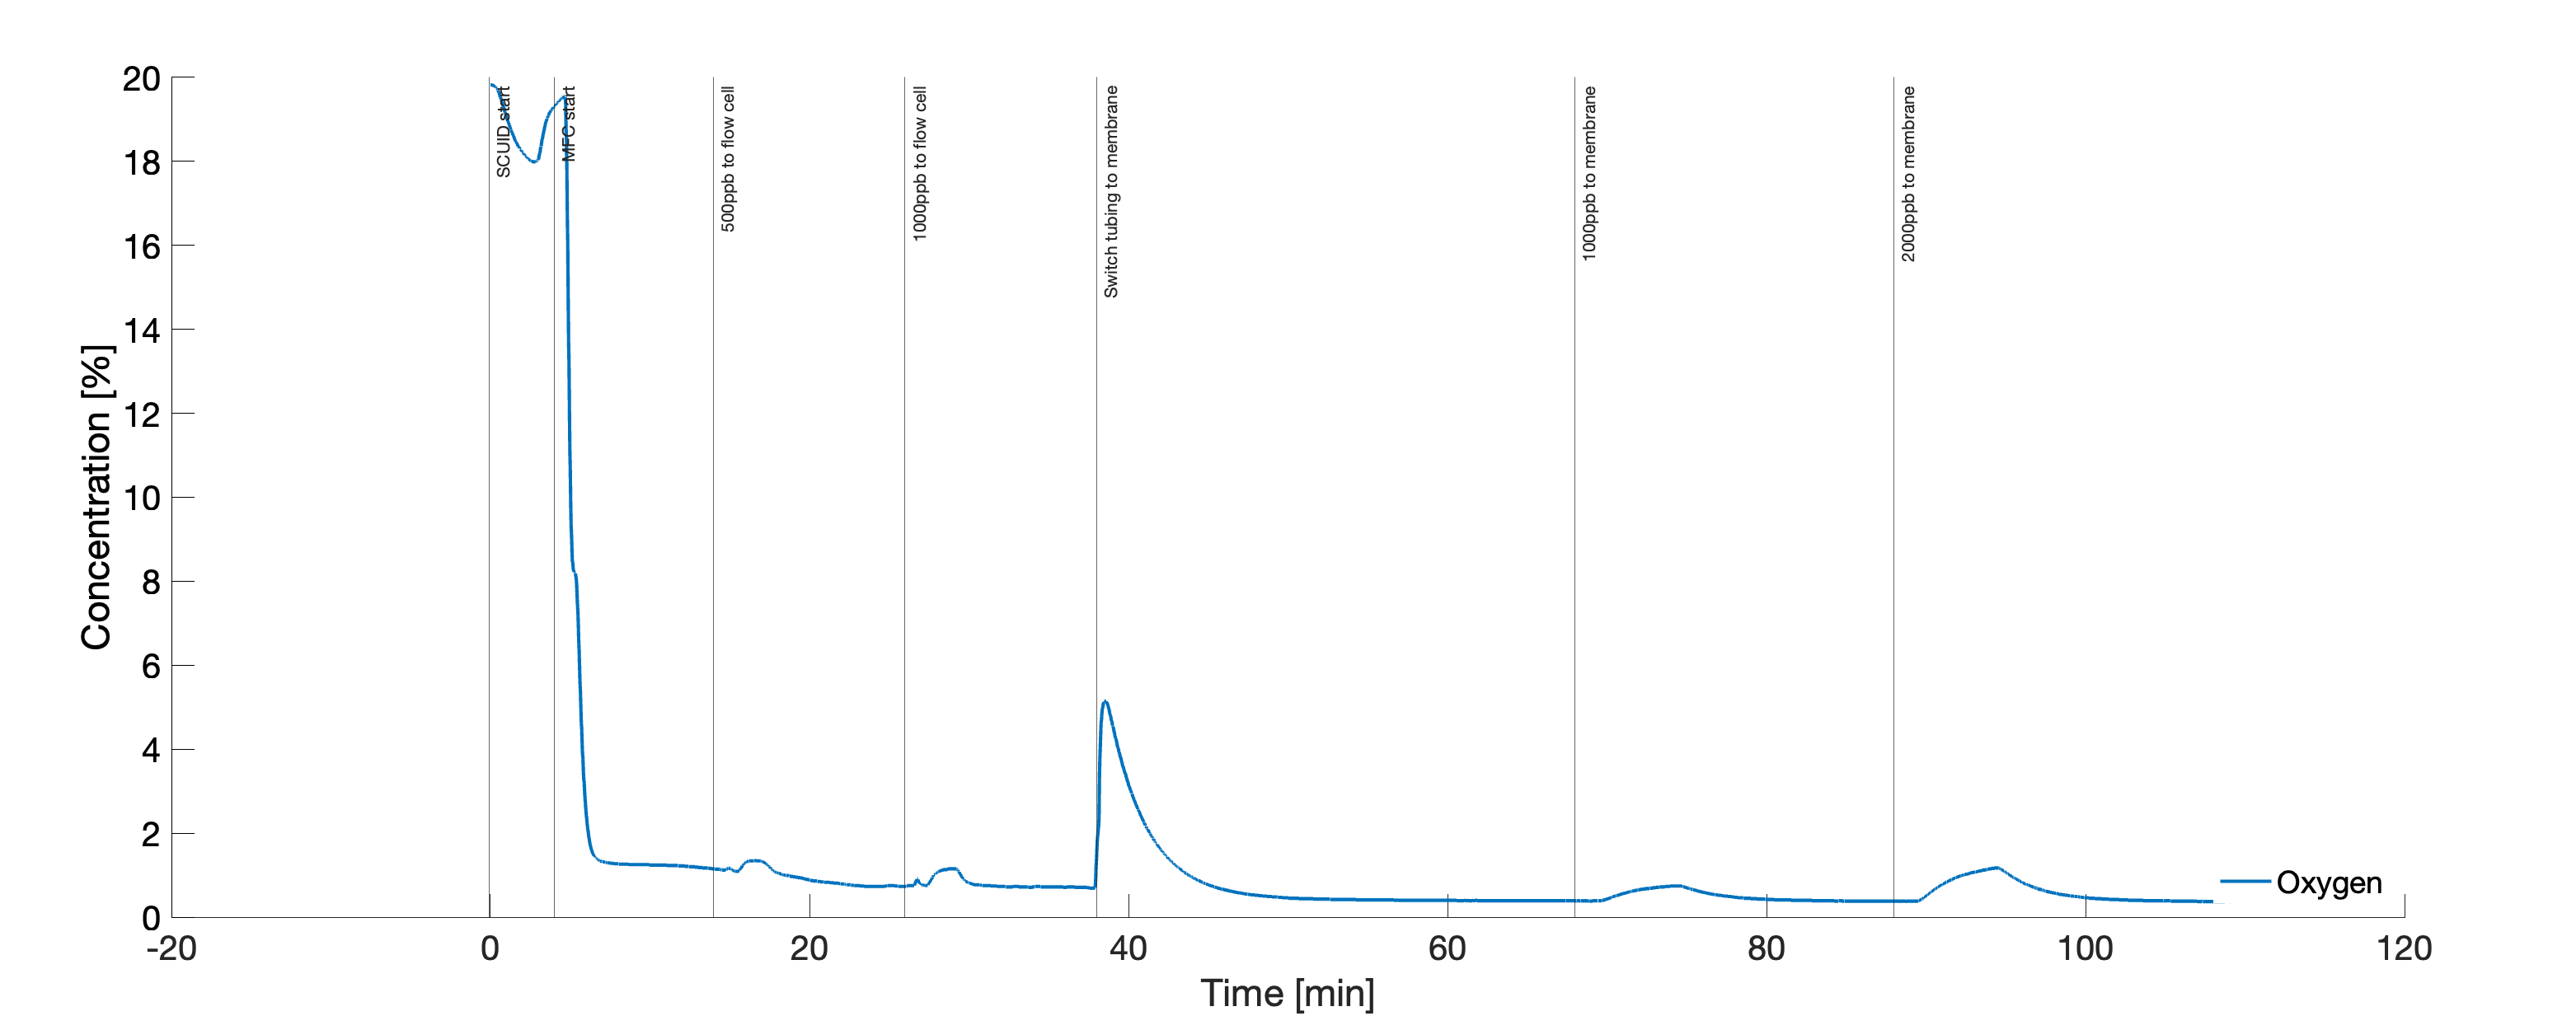 20
18
16
14
12
10
8
6
4
2
0
Concentration [%]
SCUID start
MFC start
500ppb to flow cell
1000ppb to flow cell
Switch tubing to membrane
1000ppb to membrane
2000ppb to membrane
Oxygen
-20 0 20 40 60 80 100 120
Time [min]